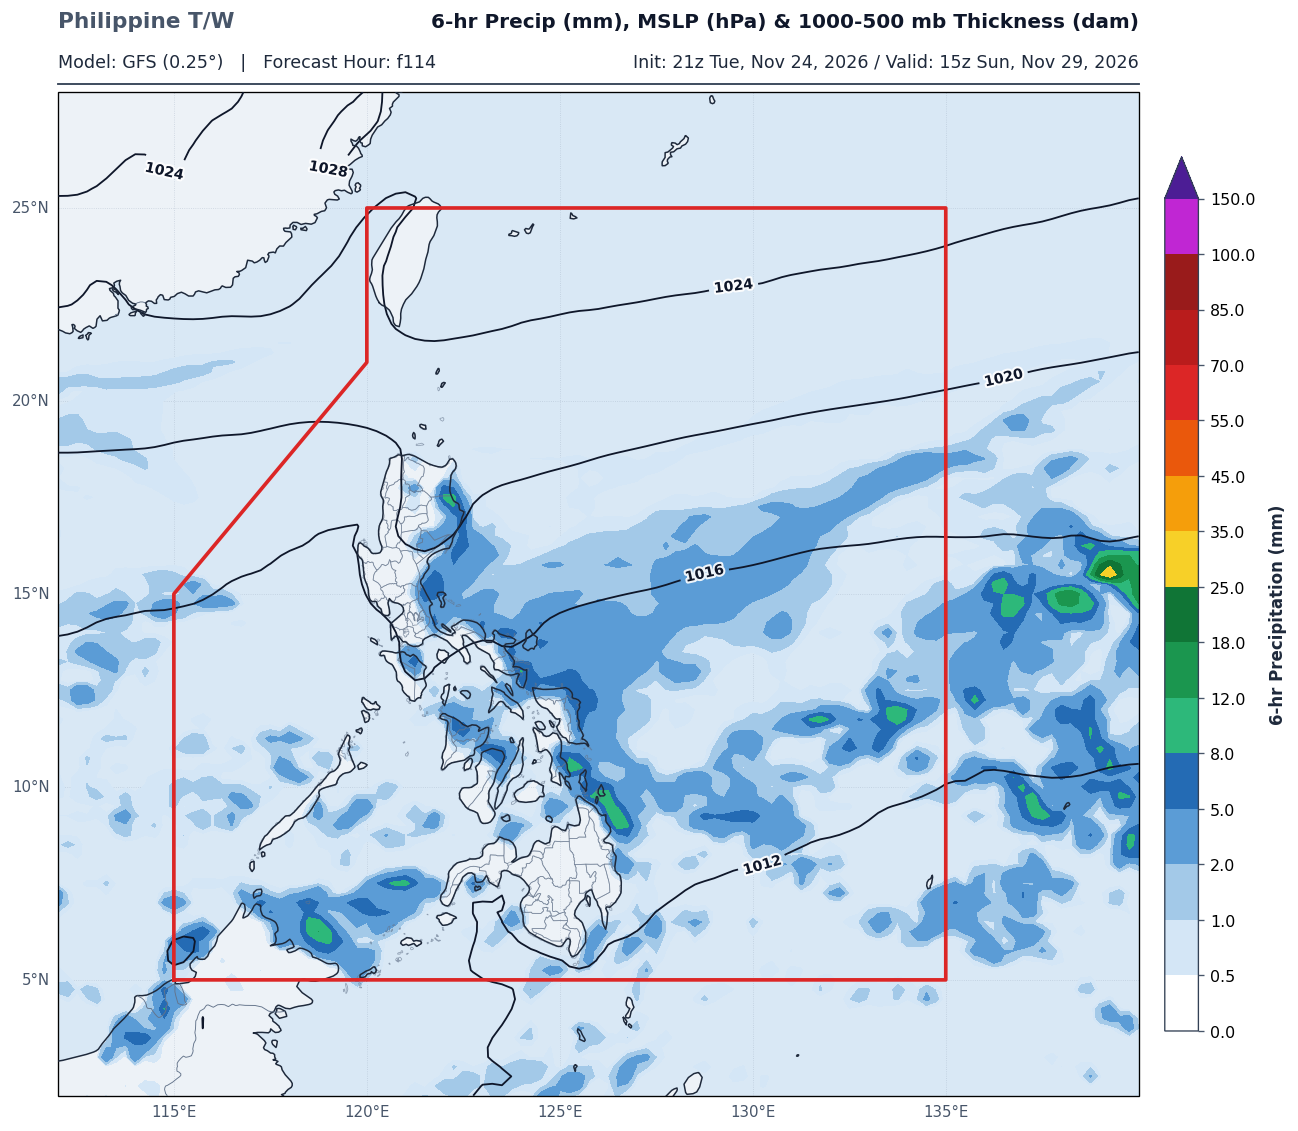 Philippine T/W
6-hr Precip (mm), MSLP (hPa) & 1000-500 mb Thickness (dam)
Model: GFS (0.25°) | Forecast Hour: f114
Init: 21z Tue, Nov 24, 2026 / Valid: 15z Sun, Nov 29, 2026
1024
1028
25°N
1024
1020
20°N
1016
15°N
10°N
1012
5°N
115°E
120°E
125°E
130°E
135°E
150.0
100.0
85.0
70.0
55.0
45.0
35.0
25.0
18.0
12.0
8.0
5.0
2.0
1.0
0.5
0.0
6-hr Precipitation (mm)